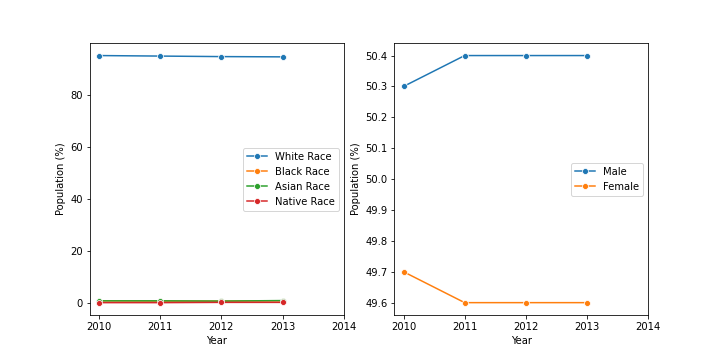 Population (%)
80
60
40
20
0
2010 2011 2012 2013 2014
Year
White Race
Black Race
Asian Race
Native Race
Population (%)
50.4
50.3
50.2
50.1
50.0
49.9
49.8
49.7
49.6
2010 2011 2012 2013 2014
Year
Male
Female